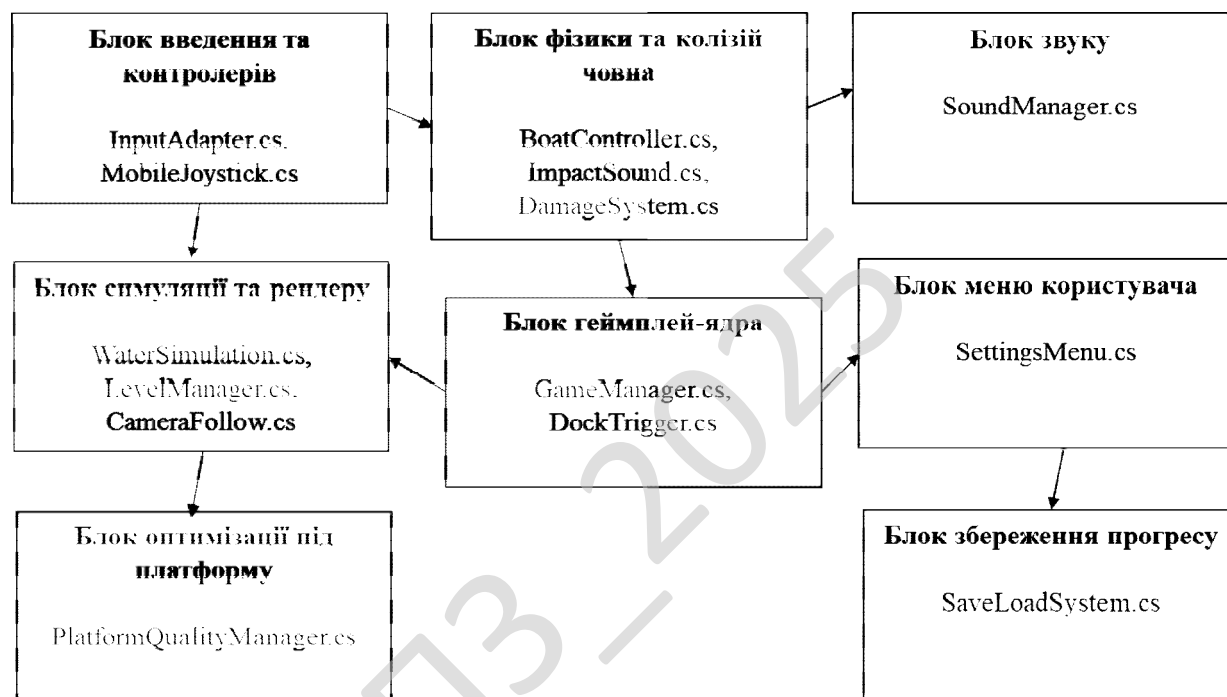 Блок введення та
контролерів
InputAdapter.cs,
MobileJoystick.cs
Блок фізики та колізій
човна
BoatController.cs,
ImpactSound.cs,
DamageSystem.cs
Блок звуку
SoundManager.cs
Блок симуляції та рендеру
WaterSimulation.cs,
LevelManager.cs,
CameraFollow.cs
Блок геймплей-ядра
GameManager.cs,
DockTrigger.cs
Блок меню користувача
SettingsMenu.cs
Блок оптимізації під
платформу
PlatformQualityManager.cs
Блок збереження прогресу
SaveLoadSystem.cs
ПЗ_2025